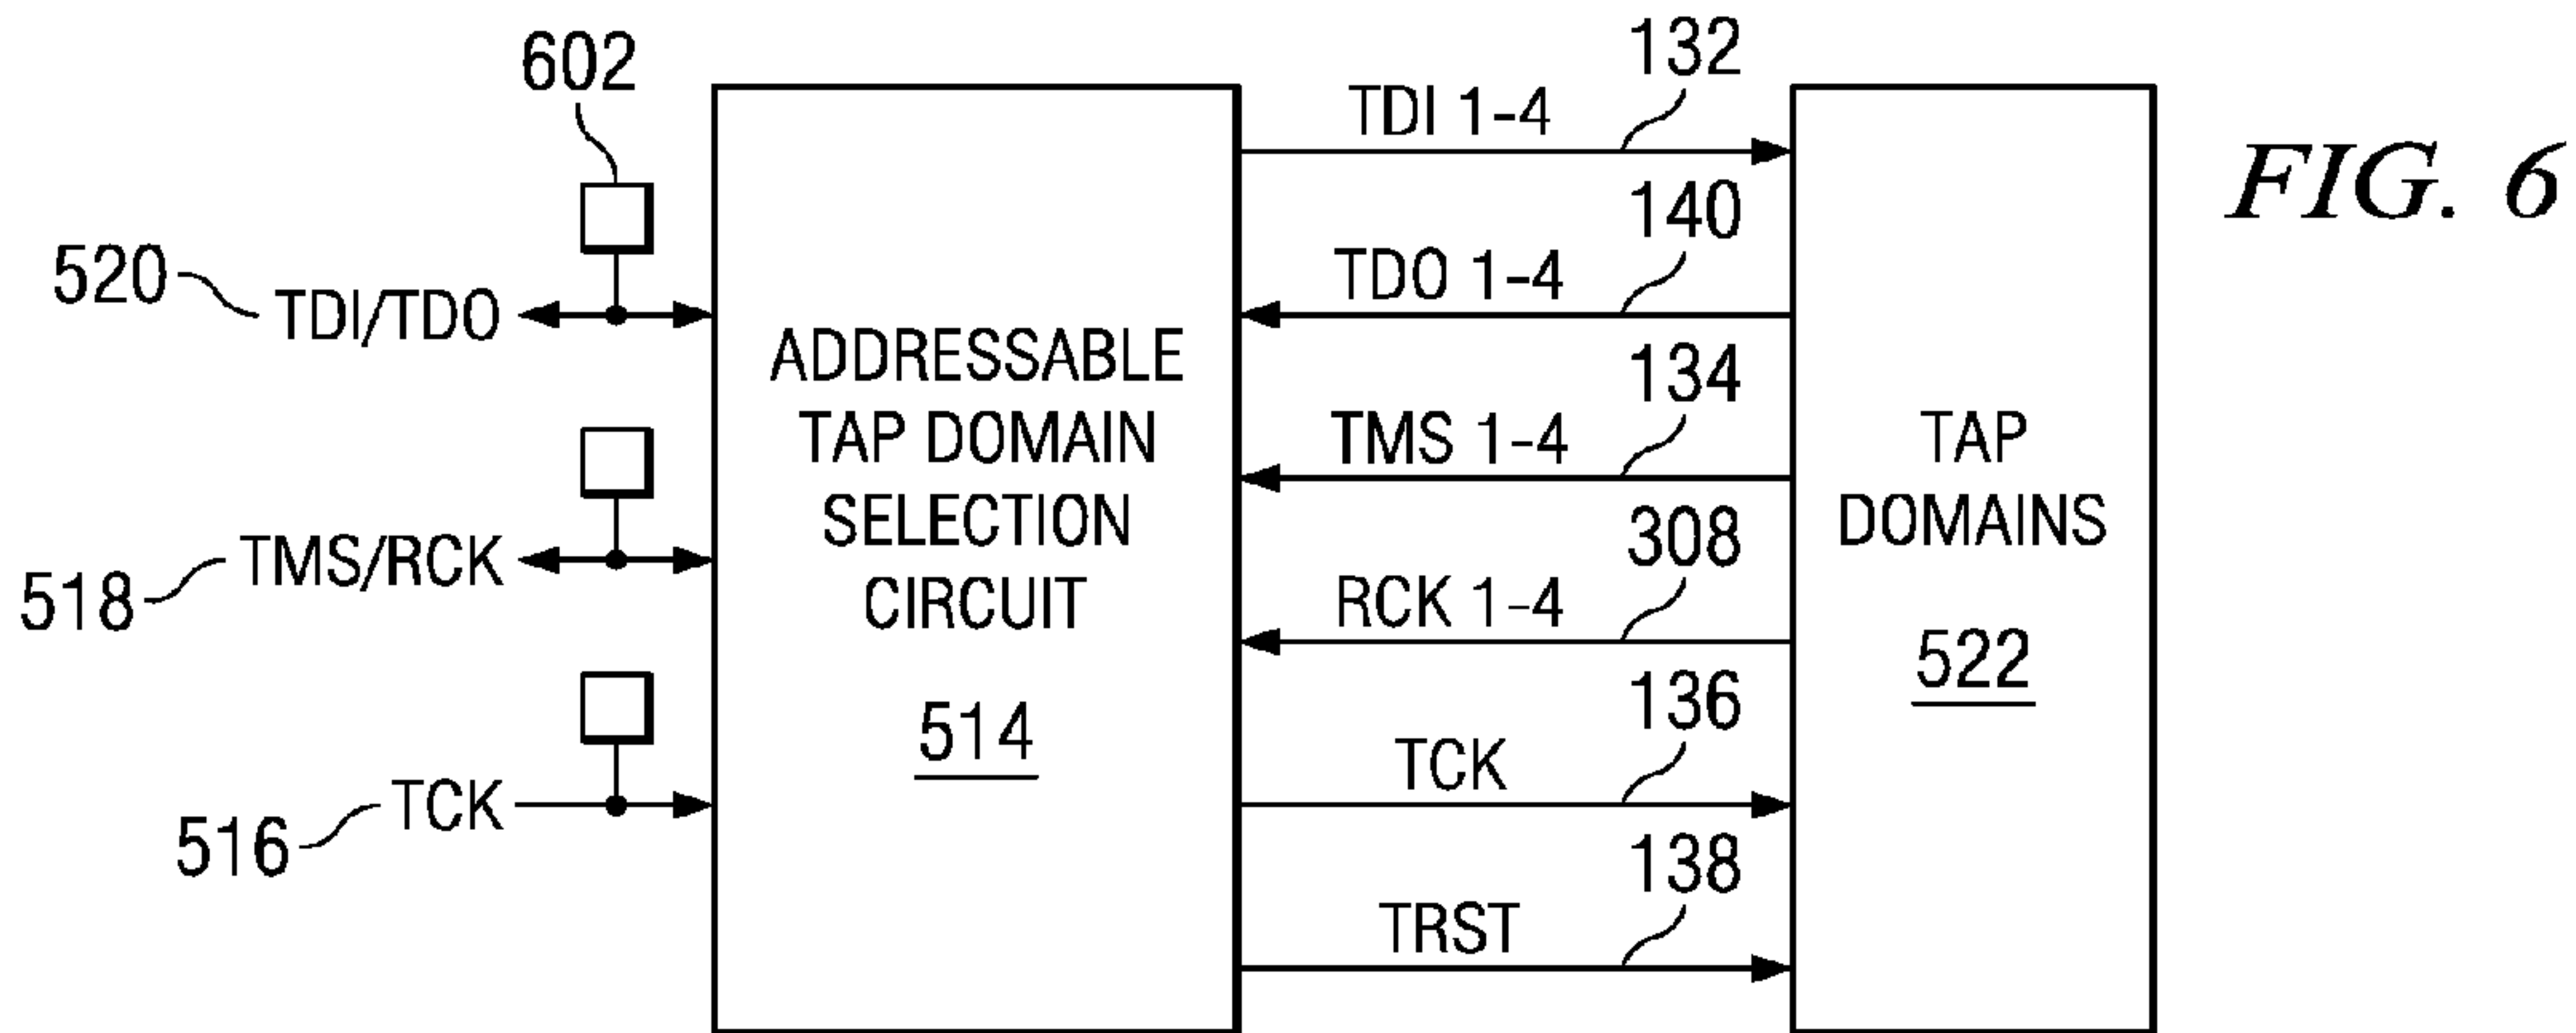 602
520
TDI/TDO
518
TMS/RCK
516
TCK
ADDRESSABLE
TAP DOMAIN
SELECTION
CIRCUIT
514
132
TDI 1-4
140
TDO 1-4
134
TMS 1-4
308
RCK 1-4
136
TCK
138
TRST
TAP
DOMAINS
522
FIG. 6